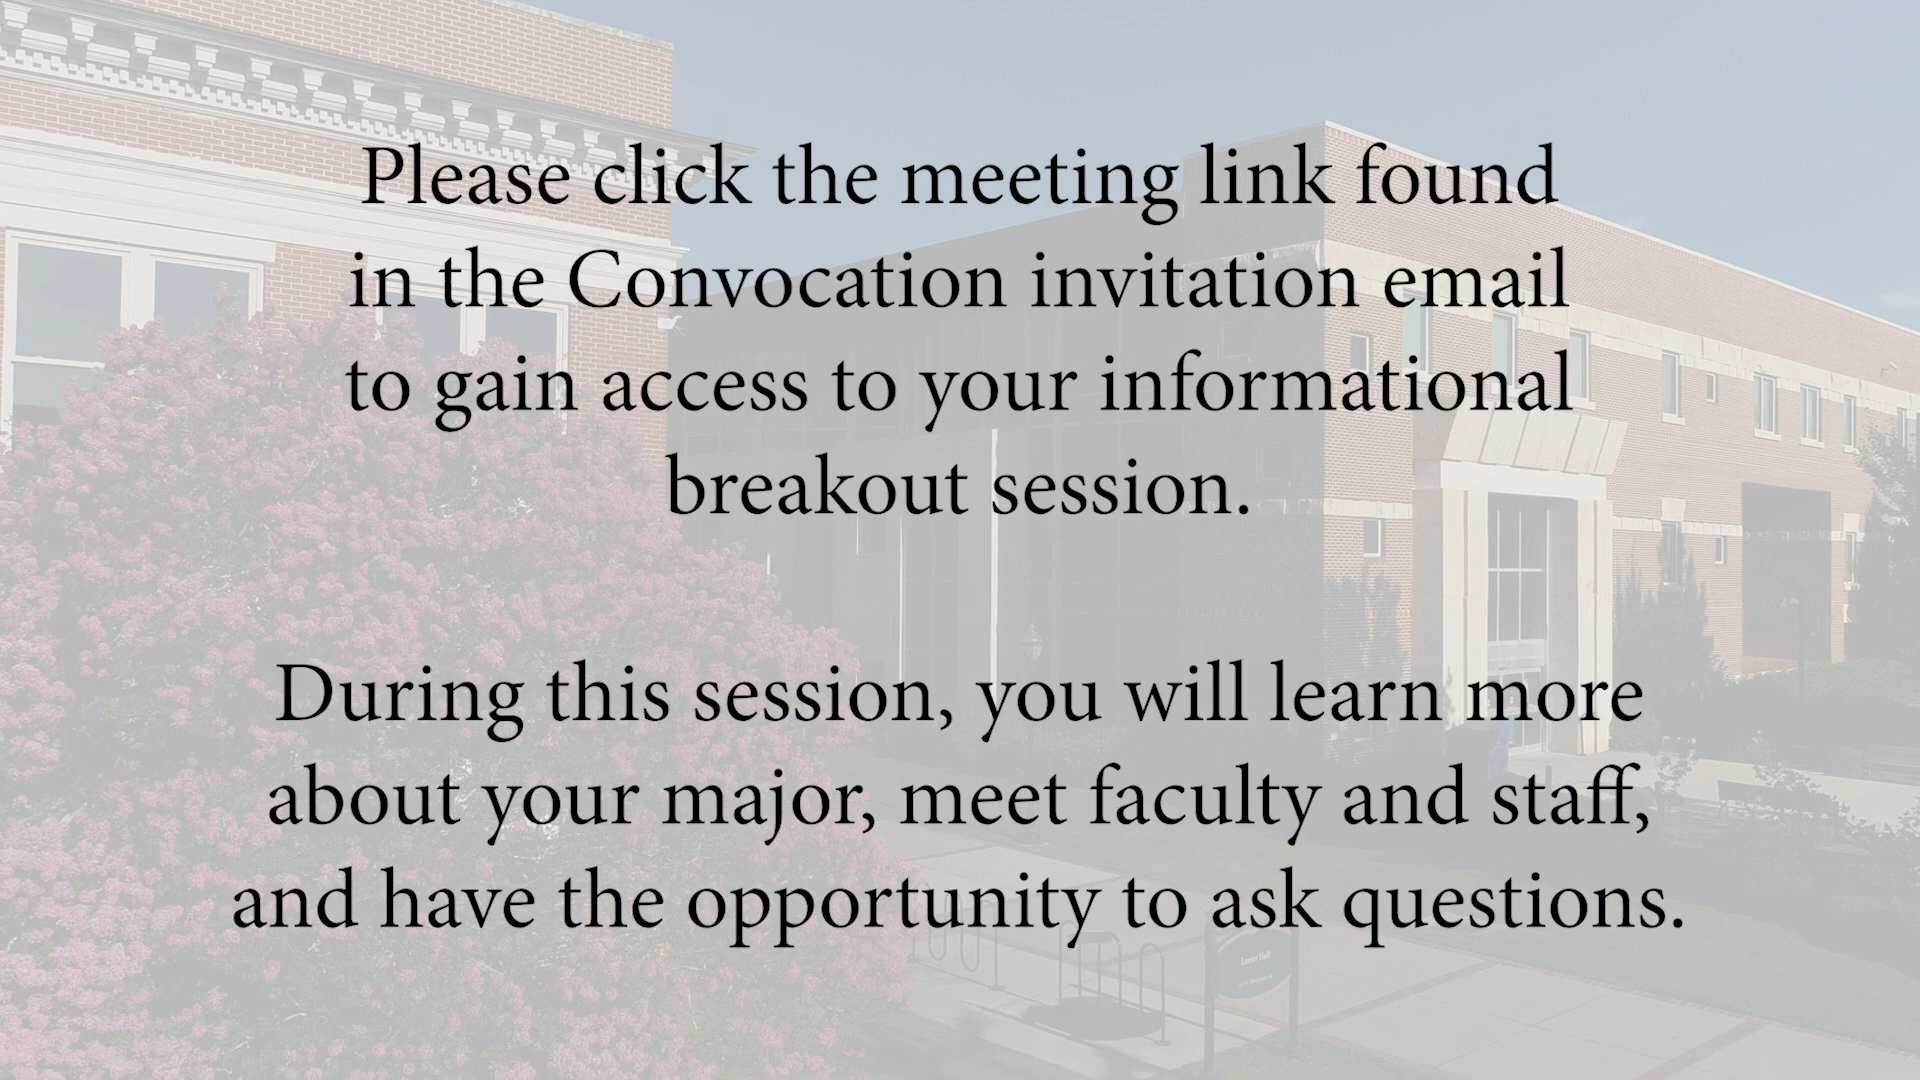 Please click the meeting link found
in the Convocation invitation email
to gain access to your informational
breakout session.
During this session, you will learn more
about your major, meet faculty and staff,
and have the opportunity to ask questions.
Lanier Hall